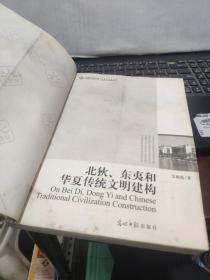 北狄、东夷和
华夏传统文明建构
On Bei Di, Dong Yi and Chinese
Traditional Civilization Construction
光明日报出版社